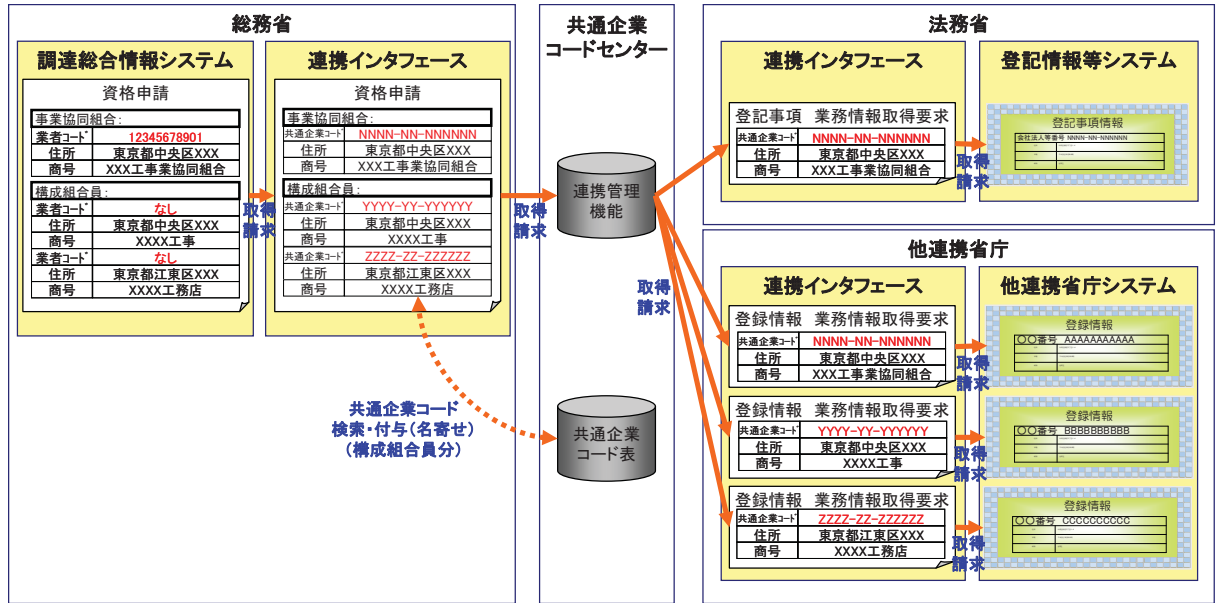 総務省
調達総合情報システム
資格申請
事業協同組合:
業者コード 12345678901
住所 東京都中央区XXX
商号 XXX工事業協同組合
構成組合員:
業者コード なし
住所 東京都中央区XXX
商号 XXXX工事
業者コード なし
住所 東京都江東区XXX
商号 XXXX工務店
取得
請求
連携インタフェース
資格申請
事業協同組合:
共通企業コード NNNN-NN-NNNNNN
住所 東京都中央区XXX
商号 XXX工事業協同組合
構成組合員:
共通企業コード YYYY-YY-YYYYYY
住所 東京都中央区XXX
商号 XXXX工事
共通企業コード ZZZZ-ZZ-ZZZZZZ
住所 東京都江東区XXX
商号 XXXX工務店
取得
請求
共通企業コード
検索・付与(名寄せ)
(構成組合員分)
共通企業
コードセンター
連携管理
機能
共通企業
コード表
取得
請求
法務省
連携インタフェース
登記事項 業務情報取得要求
共通企業コード NNNN-NN-NNNNNN
住所 東京都中央区XXX
商号 XXX工事業協同組合
取得
請求
登記情報等システム
登記事項情報
会社法人等番号 NNNN-NN-NNNNNN
他連携省庁
連携インタフェース
登録情報 業務情報取得要求
共通企業コード NNNN-NN-NNNNNN
住所 東京都中央区XXX
商号 XXX工事業協同組合
取得
請求
登録情報 業務情報取得要求
共通企業コード YYYY-YY-YYYYYY
住所 東京都中央区XXX
商号 XXXX工事
取得
請求
登録情報 業務情報取得要求
共通企業コード ZZZZ-ZZ-ZZZZZZ
住所 東京都江東区XXX
商号 XXXX工務店
取得
請求
他連携省庁システム
登録情報
〇〇番号 AAAAAAAAAAA
登録情報
〇〇番号 BBBBBBBBBB
登録情報
〇〇番号 CCCCCCCCCC